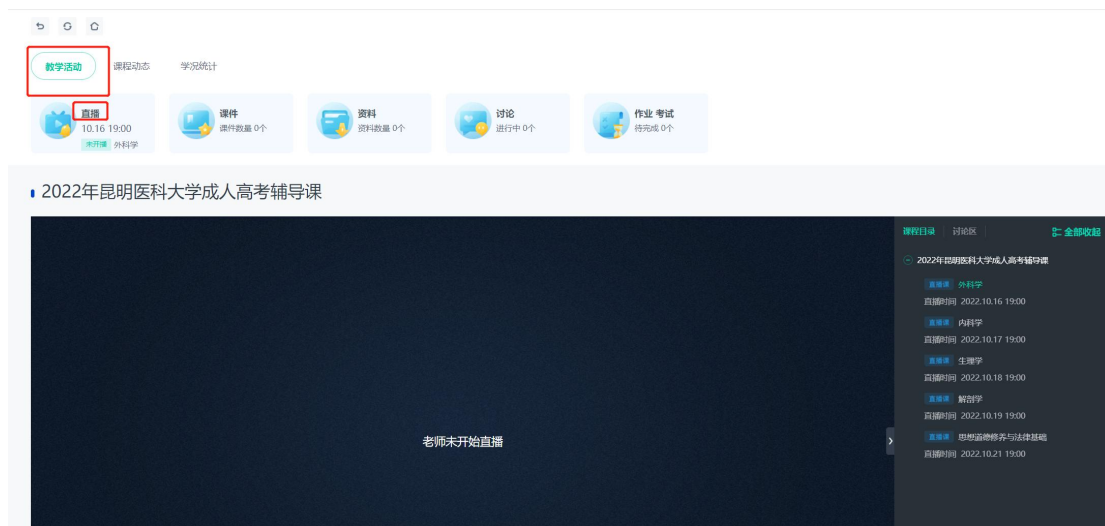 教学活动 课程动态 学况统计
直播
10.16 19:00
未开播 外科学
课件
课件数量 0个
资料
资料数量 0个
讨论
进行中 0个
作业 考试
待完成 0个
2022年昆明医科大学成人高考辅导课
老师未开始直播
课程目录 讨论区 全部收起
2022年昆明医科大学成人高考辅导课
直播课 外科学
直播时间 2022.10.16 19:00
直播课 内科学
直播时间 2022.10.17 19:00
直播课 生理学
直播时间 2022.10.18 19:00
直播课 解剖学
直播时间 2022.10.19 19:00
直播课 思想道德修养与法律基础
直播时间 2022.10.21 19:00